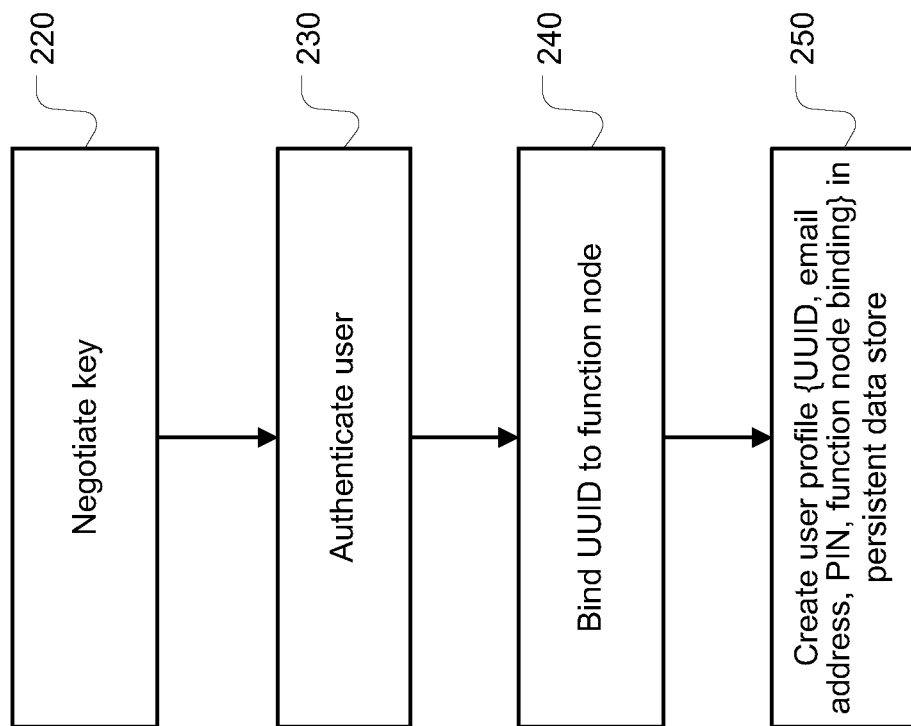 Negotiate key
220
Authenticate user
230
Bind UUID to function node
240
Create user profile {UUID, email
address, PIN, function node binding} in
persistent data store
250